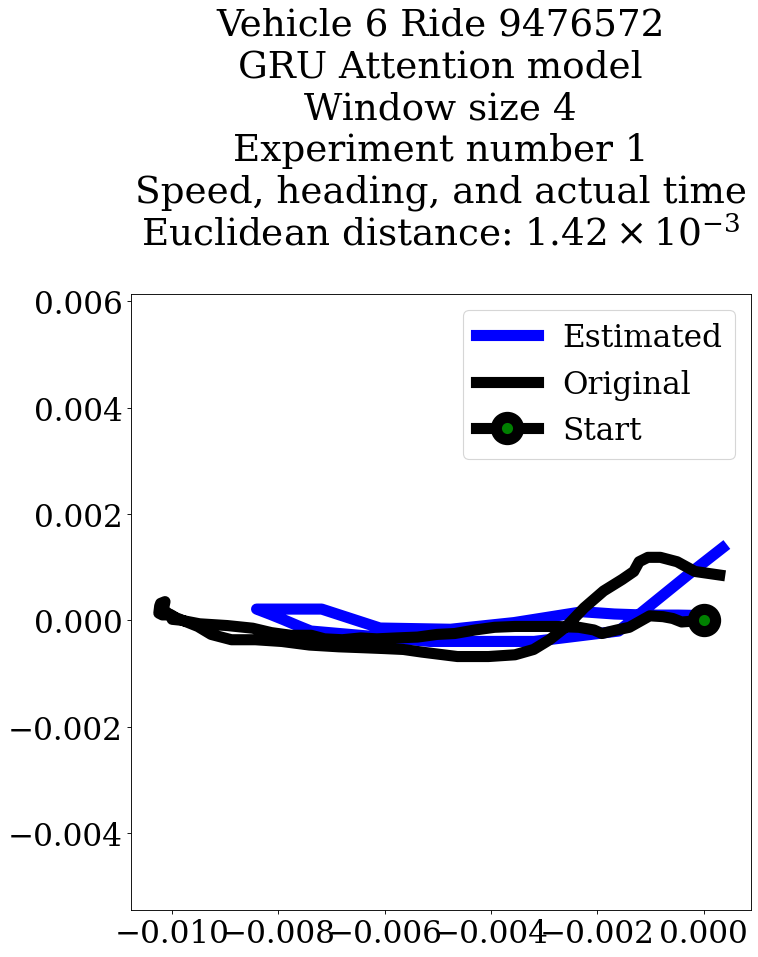 Vehicle 6 Ride 9476572
GRU Attention model
Window size 4
Experiment number 1
Speed, heading, and actual time
Euclidean distance: 1.42 × 10⁻³
Estimated
Original
Start
0.006
0.004
0.002
0.000
−0.002
−0.004
−0.010 −0.008 −0.006 −0.004 −0.002 0.000